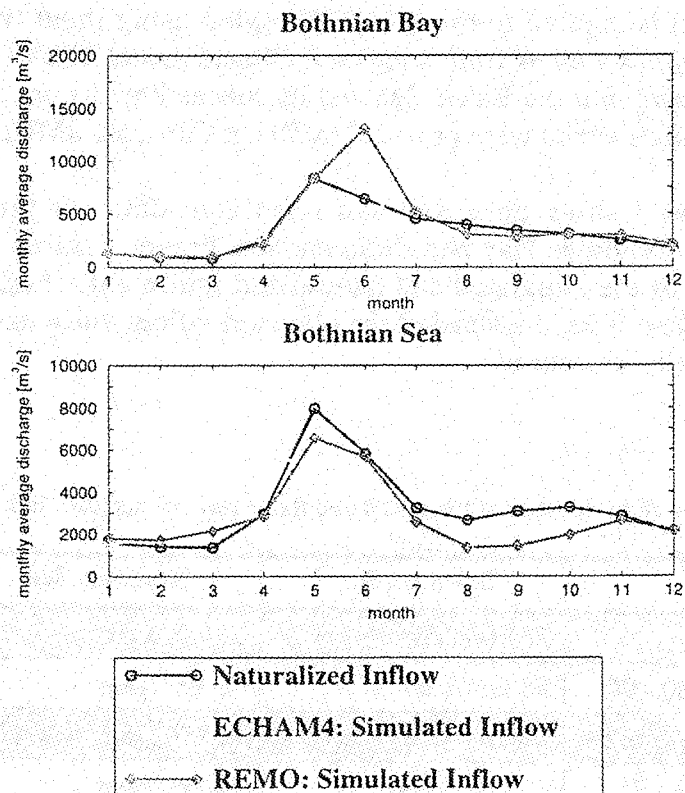 Bothnian Bay
monthly average discharge [m³/s]
20000
15000
10000
5000
0
1 2 3 4 5 6 7 8 9 10 11 12
month
Bothnian Sea
monthly average discharge [m³/s]
10000
8000
6000
4000
2000
0
1 2 3 4 5 6 7 8 9 10 11 12
month
Naturalized Inflow
ECHAM4: Simulated Inflow
REMO: Simulated Inflow